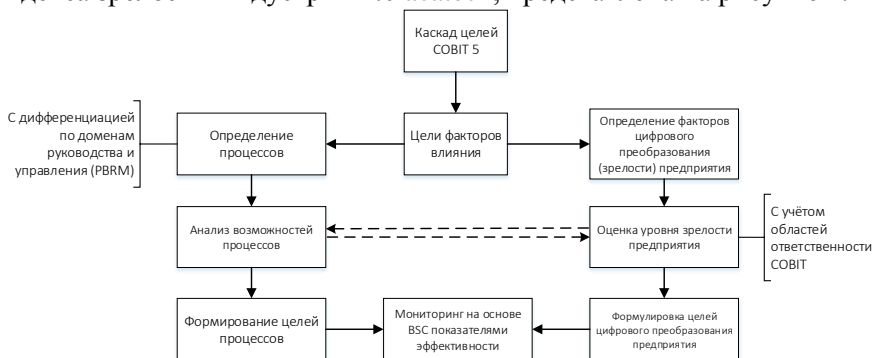 Каскад целей
COBIT 5
С дифференциацией
по доменам
руководства и
управления (PBRM)
Определение
процессов
Цели факторов
влияния
Определение факторов
цифрового
преобразования
(зрелости) предприятия
Анализ возможностей
процессов
Оценка уровня зрелости
предприятия
С учётом
областей
ответственности
COBIT
Формирование целей
процессов
Мониторинг на основе
BSC показателями
эффективности
Формулировка целей
цифрового преобразования
предприятия